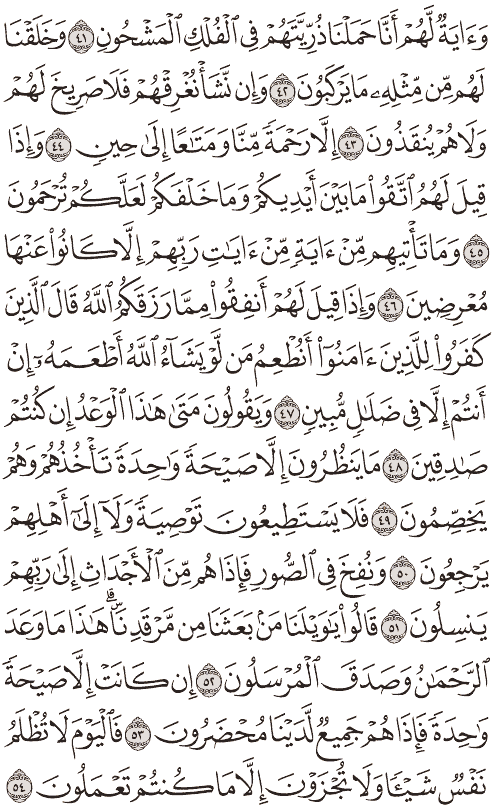 وَءَايَةٌ لَّهُمْ أَنَّا حَمَلْنَا ذُرِّيَّتَهُمْ فِي ٱلْفُلْكِ ٱلْمَشْحُونِ ٤١ وَخَلَقْنَا
لَهُم مِّن مِّثْلِهِۦ مَا يَرْكَبُونَ ٤٢ وَإِن نَّشَأْ نُغْرِقْهُمْ فَلَا صَرِيخَ لَهُمْ
وَلَا هُمْ يُنقَذُونَ ٤٣ إِلَّا رَحْمَةً مِّنَّا وَمَتَٰعًا إِلَىٰ حِينٍ ٤٤ وَإِذَا
قِيلَ لَهُمُ ٱتَّقُوا۟ مَا بَيْنَ أَيْدِيكُمْ وَمَا خَلْفَكُمْ لَعَلَّكُمْ تُرْحَمُونَ
٤٥ وَمَا تَأْتِيهِم مِّنْ ءَايَةٍ مِّنْ ءَايَٰتِ رَبِّهِمْ إِلَّا كَانُوا۟ عَنْهَا
مُعْرِضِينَ ٤٦ وَإِذَا قِيلَ لَهُمْ أَنفِقُوا۟ مِمَّا رَزَقَكُمُ ٱللَّهُ قَالَ ٱلَّذِينَ
كَفَرُوا۟ لِلَّذِينَ ءَامَنُوٓا۟ أَنُطْعِمُ مَن لَّوْ يَشَآءُ ٱللَّهُ أَطْعَمَهُۥٓ إِنْ
أَنتُمْ إِلَّا فِي ضَلَٰلٍ مُّبِينٍ ٤٧ وَيَقُولُونَ مَتَىٰ هَٰذَا ٱلْوَعْدُ إِن كُنتُمْ
صَٰدِقِينَ ٤٨ مَا يَنظُرُونَ إِلَّا صَيْحَةً وَٰحِدَةً تَأْخُذُهُمْ وَهُمْ
يَخِصِّمُونَ ٤٩ فَلَا يَسْتَطِيعُونَ تَوْصِيَةً وَلَآ إِلَىٰٓ أَهْلِهِمْ
يَرْجِعُونَ ٥٠ وَنُفِخَ فِي ٱلصُّورِ فَإِذَا هُم مِّنَ ٱلْأَجْدَاثِ إِلَىٰ رَبِّهِمْ
يَنسِلُونَ ٥١ قَالُوا۟ يَٰوَيْلَنَا مَنۢ بَعَثَنَا مِن مَّرْقَدِنَاۜۗ هَٰذَا مَا وَعَدَ
ٱلرَّحْمَٰنُ وَصَدَقَ ٱلْمُرْسَلُونَ ٥٢ إِن كَانَتْ إِلَّا صَيْحَةً
وَٰحِدَةً فَإِذَا هُمْ جَمِيعٌ لَّدَيْنَا مُحْضَرُونَ ٥٣ فَٱلْيَوْمَ لَا تُظْلَمُ
نَفْسٌ شَيْـًٔا وَلَا تُجْزَوْنَ إِلَّا مَا كُنتُمْ تَعْمَلُونَ ٥٤